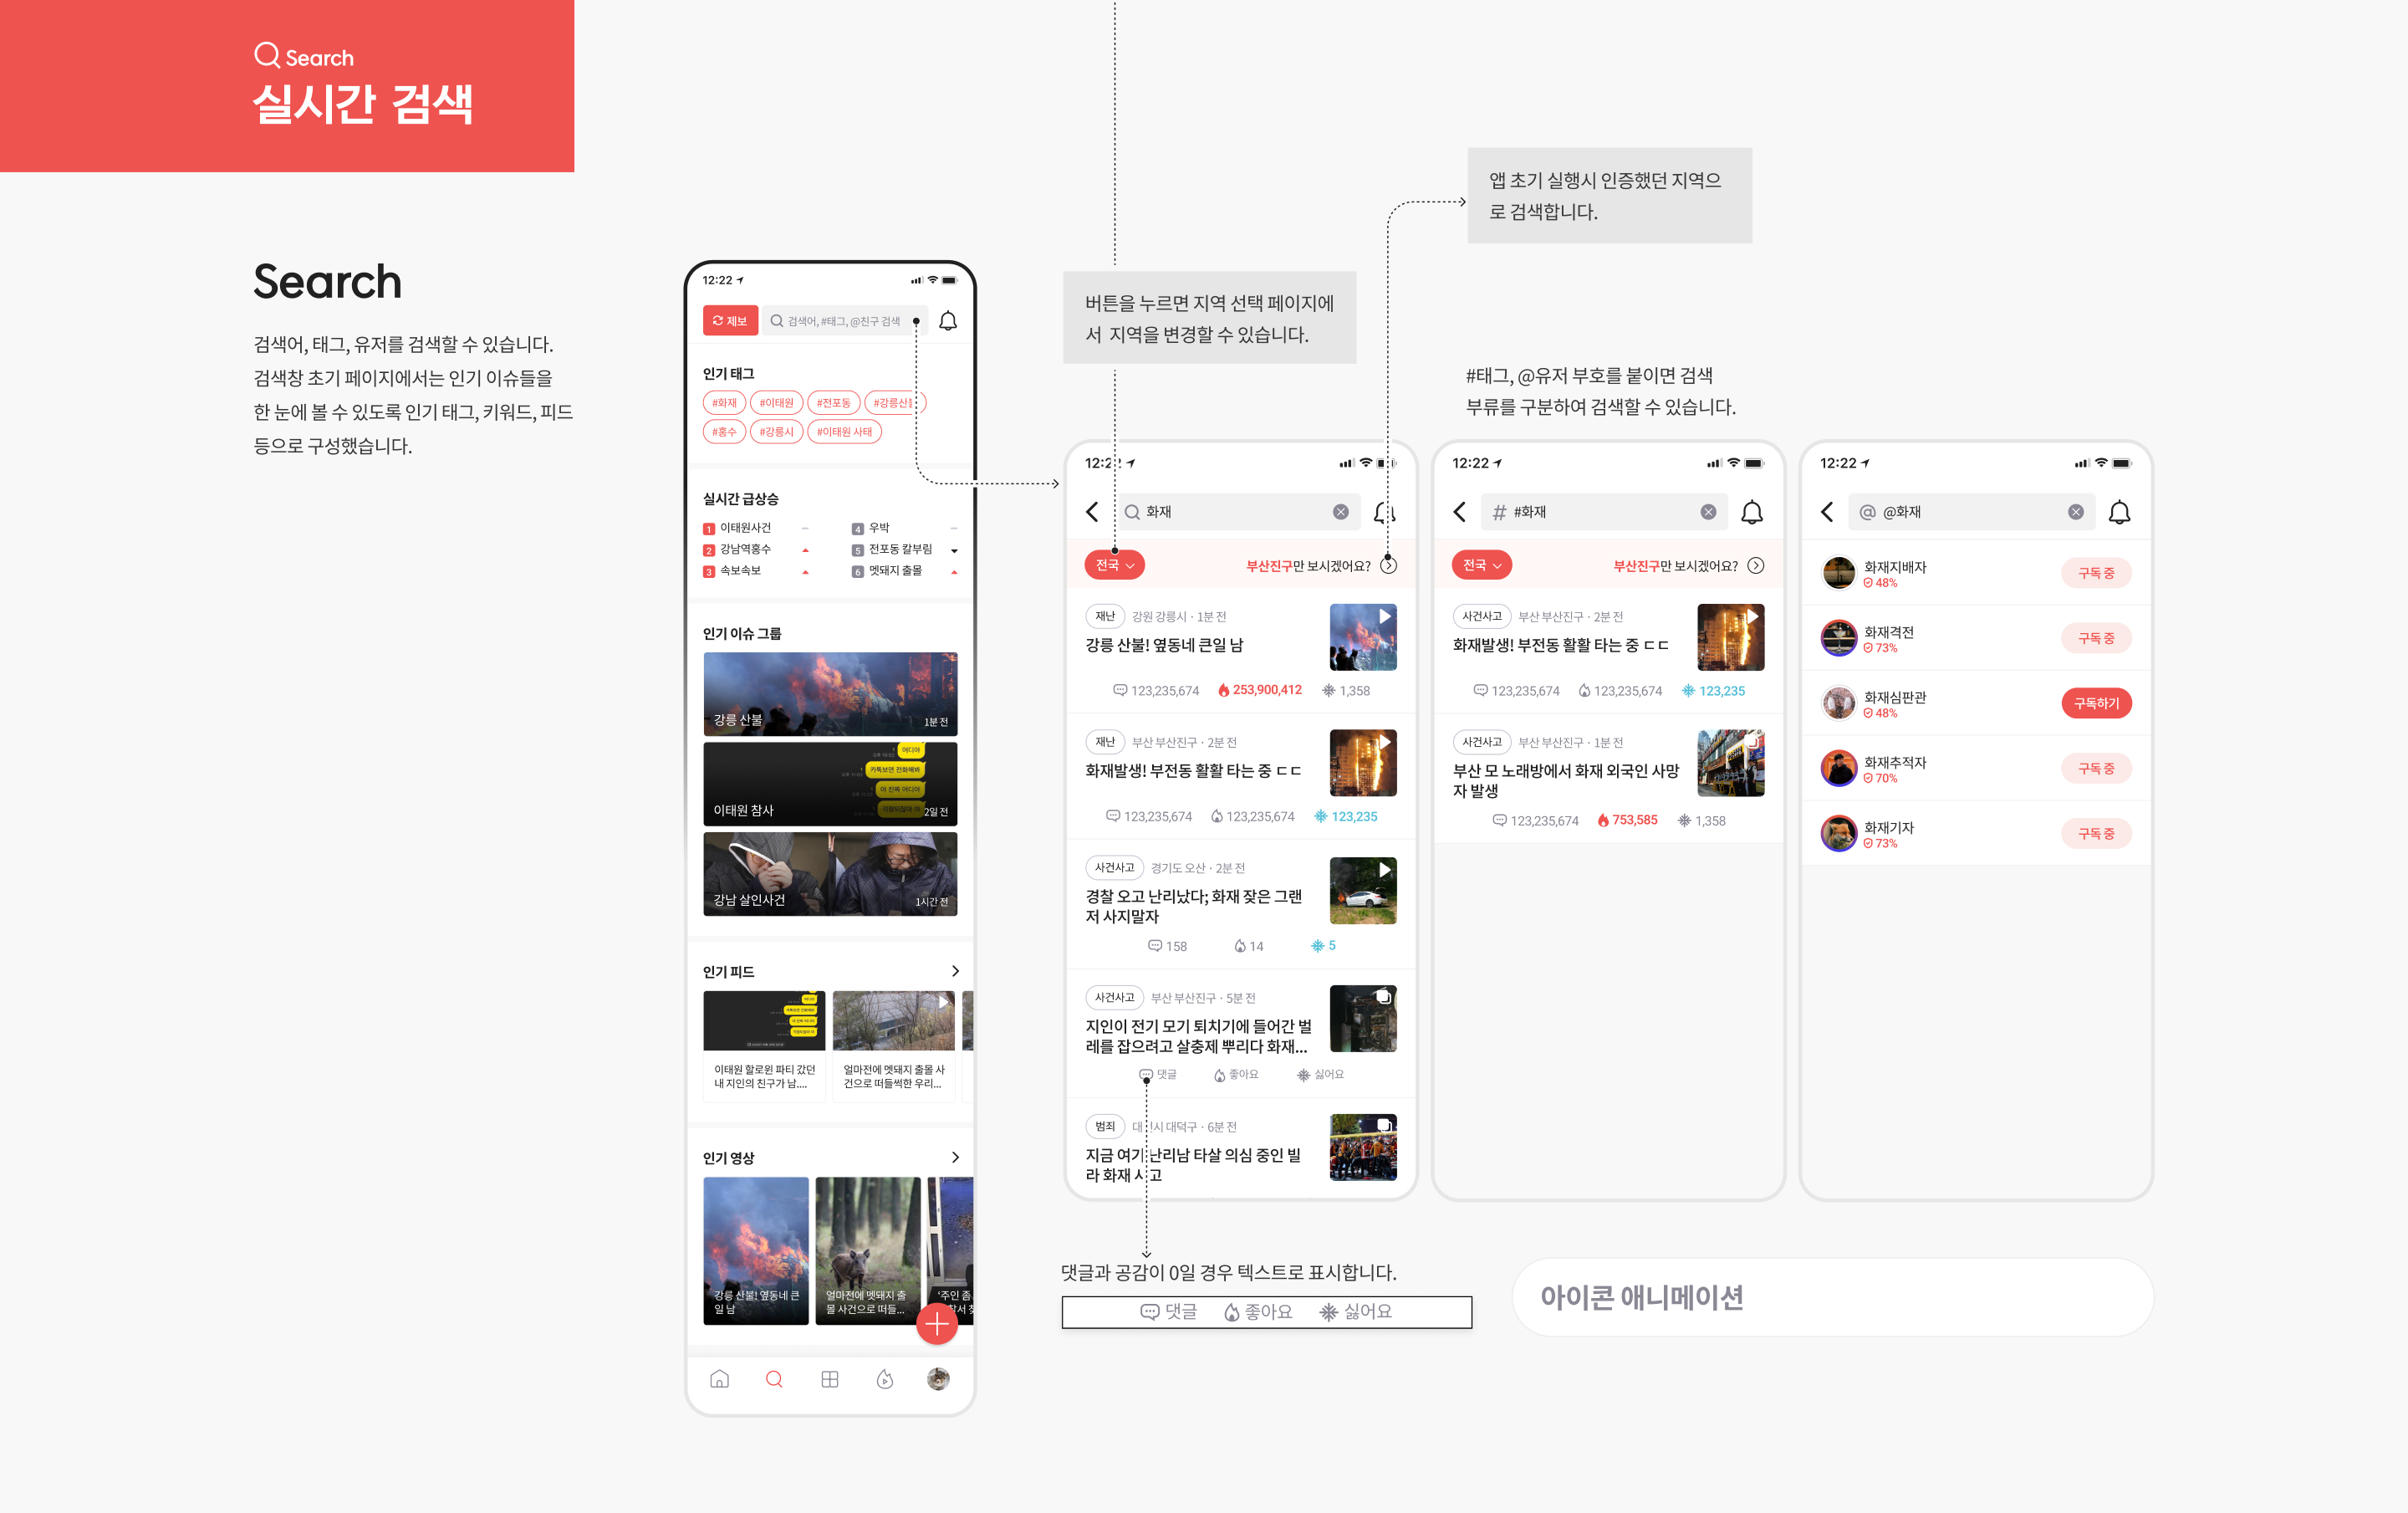 Search
실시간 검색
Search
검색어, 태그, 유저를 검색할 수 있습니다.
검색창 초기 페이지에서는 인기 이슈들을
한 눈에 볼 수 있도록 인기 태그, 키워드, 피드
등으로 구성했습니다.
12:22
제보
검색어, #태그, @친구 검색
인기 태그
#화재
#이태원
#전포동
#강릉산불
#홍수
#강릉시
#이태원 사태
실시간 급상승
1 이태원사건
4 우박
2 강남역홍수
5 전포동 칼부림
3 속보속보
6 멧돼지 출몰
인기 이슈 그룹
강릉 산불
1분 전
어디야
카톡보면 전화해봐
야 진짜 어디야
이태원 참사
2일 전
강남 살인사건
1시간 전
인기 피드
이태원 할로윈 파티 갔던
내 지인의 친구가 남....
얼마전에 멧돼지 출몰 사
건으로 떠들썩한 우리...
인기 영상
강릉 산불! 옆동네 큰
일 남
얼마전에 멧돼지 출
몰 사건으로 떠들...
'주인 좀
버튼을 누르면 지역 선택 페이지에
서 지역을 변경할 수 있습니다.
앱 초기 실행시 인증했던 지역으
로 검색합니다.
#태그, @유저 부호를 붙이면 검색
부류를 구분하여 검색할 수 있습니다.
12:22
화재
전국
부산진구만 보시겠어요?
재난
강원 강릉시 · 1분 전
강릉 산불! 옆동네 큰일 남
123,235,674
253,900,412
1,358
재난
부산 부산진구 · 2분 전
화재발생! 부전동 활활 타는 중 ㄷㄷ
123,235,674
123,235,674
123,235
사건사고
경기도 오산 · 2분 전
경찰 오고 난리났다; 화재 잦은 그랜
저 사지말자
158
14
5
사건사고
부산 부산진구 · 5분 전
지인이 전기 모기 퇴치기에 들어간 벌
레를 잡으려고 살충제 뿌리다 화재...
댓글
좋아요
싫어요
범죄
대전시 대덕구 · 6분 전
지금 여기 난리남 타살 의심 중인 빌
라 화재 사고
댓글과 공감이 0일 경우 텍스트로 표시합니다.
댓글
좋아요
싫어요
12:22
# #화재
전국
부산진구만 보시겠어요?
사건사고
부산 부산진구 · 2분 전
화재발생! 부전동 활활 타는 중 ㄷㄷ
123,235,674
123,235,674
123,235
사건사고
부산 부산진구 · 1분 전
부산 모 노래방에서 화재 외국인 사망
자 발생
123,235,674
753,585
1,358
12:22
@ @화재
화재지배자
48%
구독 중
화재격전
73%
구독 중
화재심판관
48%
구독하기
화재추적자
70%
구독 중
화재기자
73%
구독 중
아이콘 애니메이션